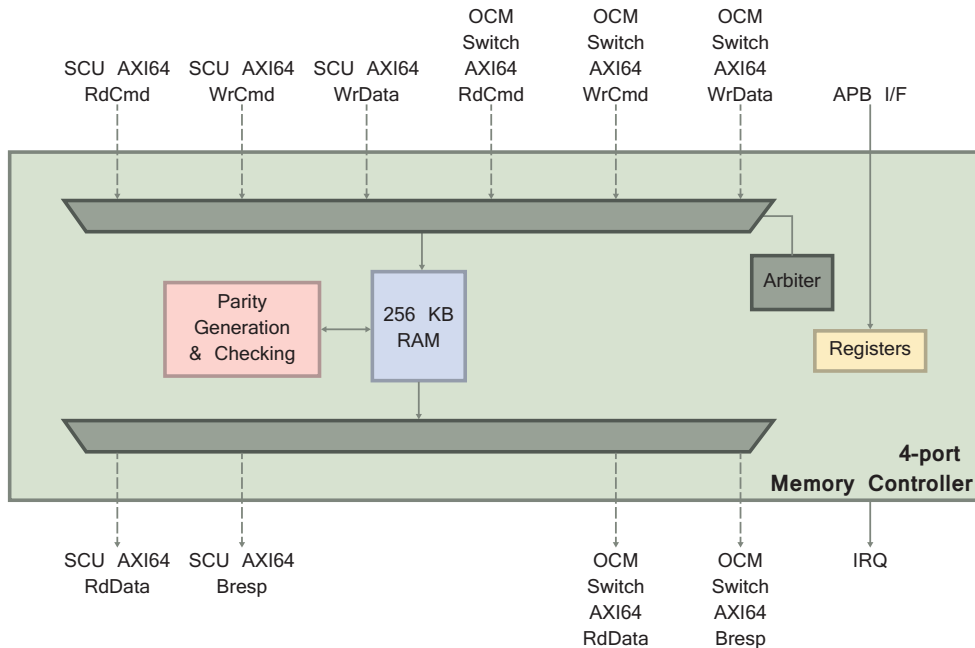 SCU AXI64
RdCmd
SCU AXI64
WrCmd
SCU AXI64
WrData
OCM
Switch
AXI64
RdCmd
OCM
Switch
AXI64
WrCmd
OCM
Switch
AXI64
WrData
APB I/F
Arbiter
Parity
Generation
& Checking
256 KB
RAM
Registers
4-port
Memory Controller
SCU AXI64
RdData
SCU AXI64
Bresp
OCM
Switch
AXI64
RdData
OCM
Switch
AXI64
Bresp
IRQ